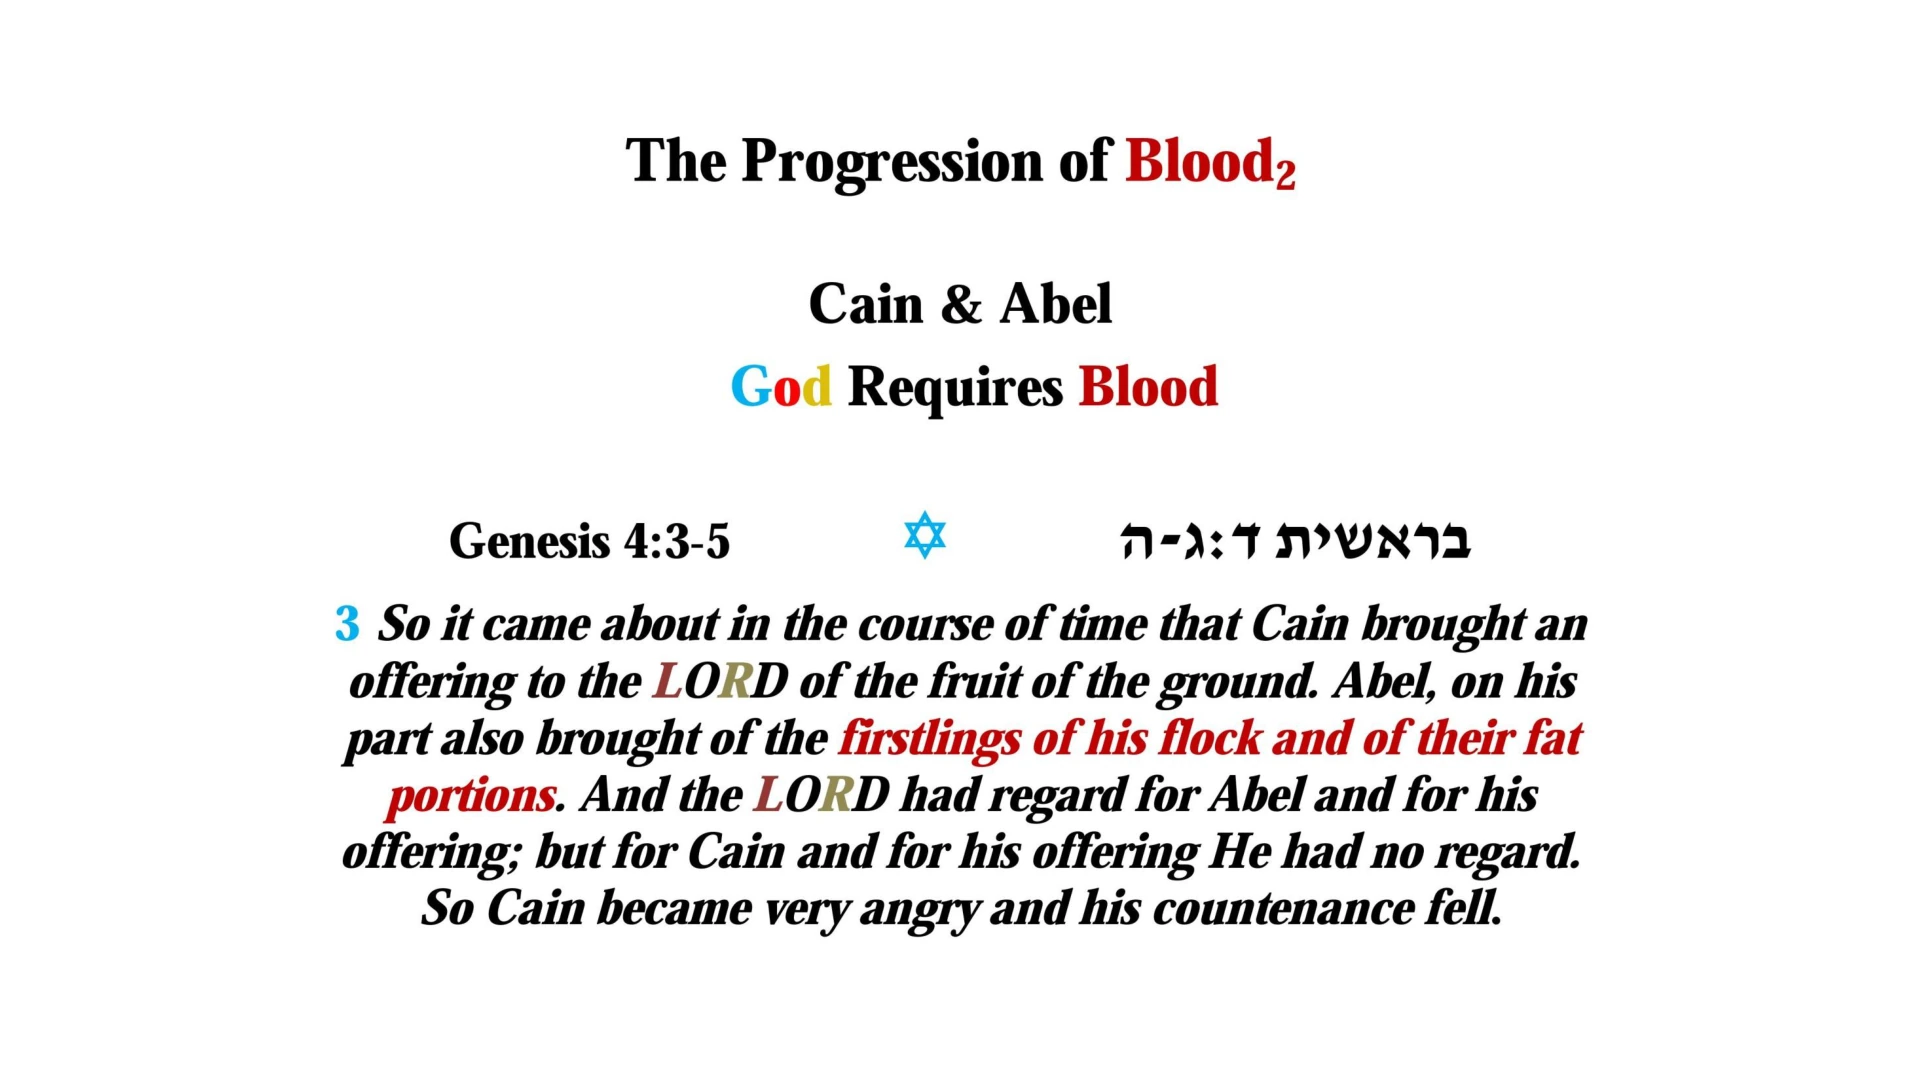 The Progression of Blood₂
Cain & Abel
God Requires Blood
Genesis 4:3-5 ✡ בראשית ד:ג-ה
3 So it came about in the course of time that Cain brought an
offering to the LORD of the fruit of the ground. Abel, on his
part also brought of the firstlings of his flock and of their fat
portions. And the LORD had regard for Abel and for his
offering; but for Cain and for his offering He had no regard.
So Cain became very angry and his countenance fell.